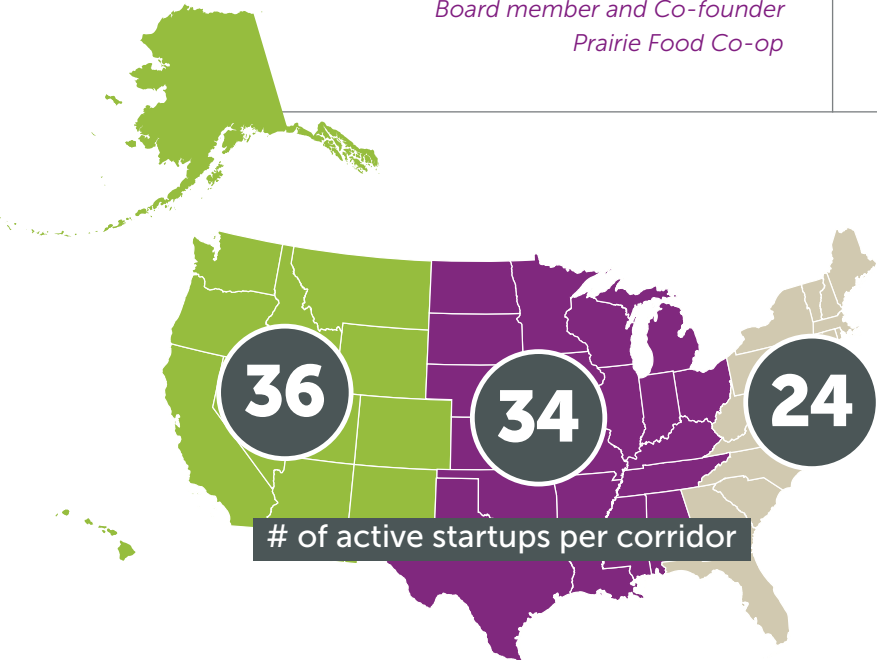 Board member and Co-founder
Prairie Food Co-op
36
34
24
# of active startups per corridor